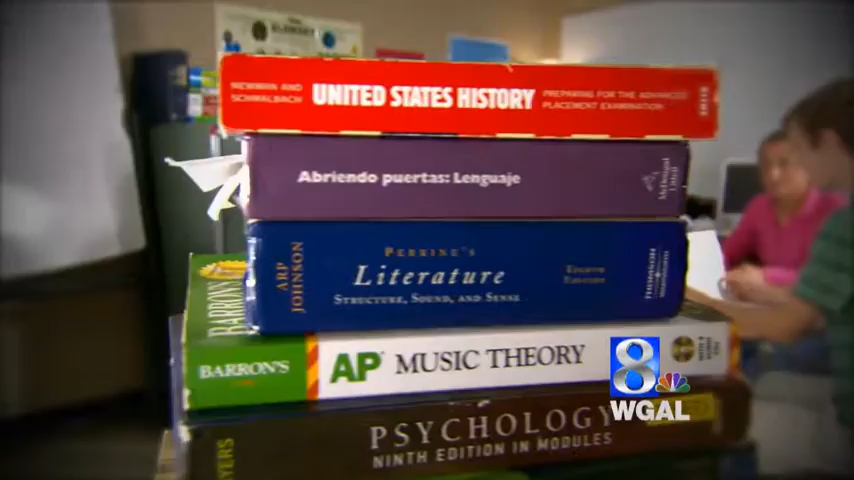 NEWMAN AND
SCHMALBACH
UNITED STATES HISTORY
PREPARING FOR THE ADVANCED
PLACEMENT EXAMINATION
Abriendo puertas: Lenguaje
McDougal
Littell
ARP
JOHNSON
PERRINE'S
Literature
STRUCTURE, SOUND, AND SENSE
EIGHTH
EDITION
THOMSON
BARRON'S
BARRON'S
AP
MUSIC THEORY
8
WGAL
PSYCHOLOGY
NINTH EDITION IN MODULES
YERS